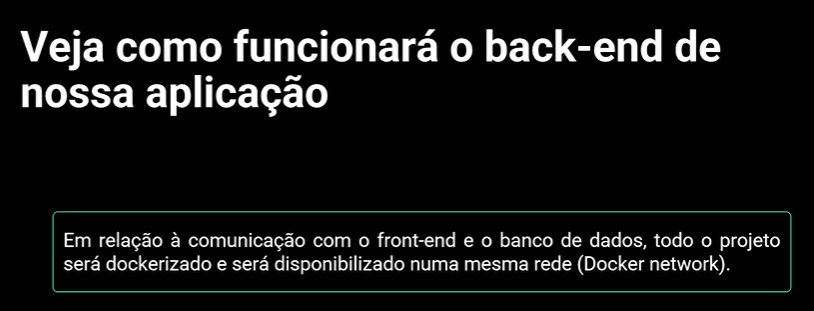 Veja como funcionará o back-end de
nossa aplicação
Em relação à comunicação com o front-end e o banco de dados, todo o projeto
será dockerizado e será disponibilizado numa mesma rede (Docker network).